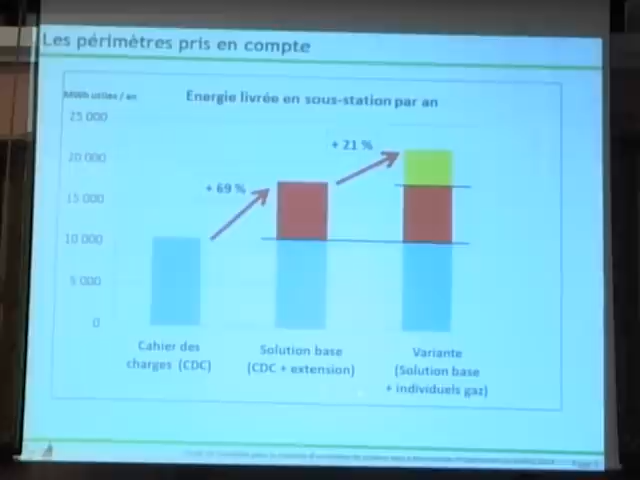 Les périmètres pris en compte
MWh utiles / an
Energie livrée en sous-station par an
25 000
20 000
15 000
10 000
5 000
0
+ 69 %
+ 21 %
Cahier des
charges (CDC)
Solution base
(CDC + extension)
Variante
(Solution base
+ individuels gaz)